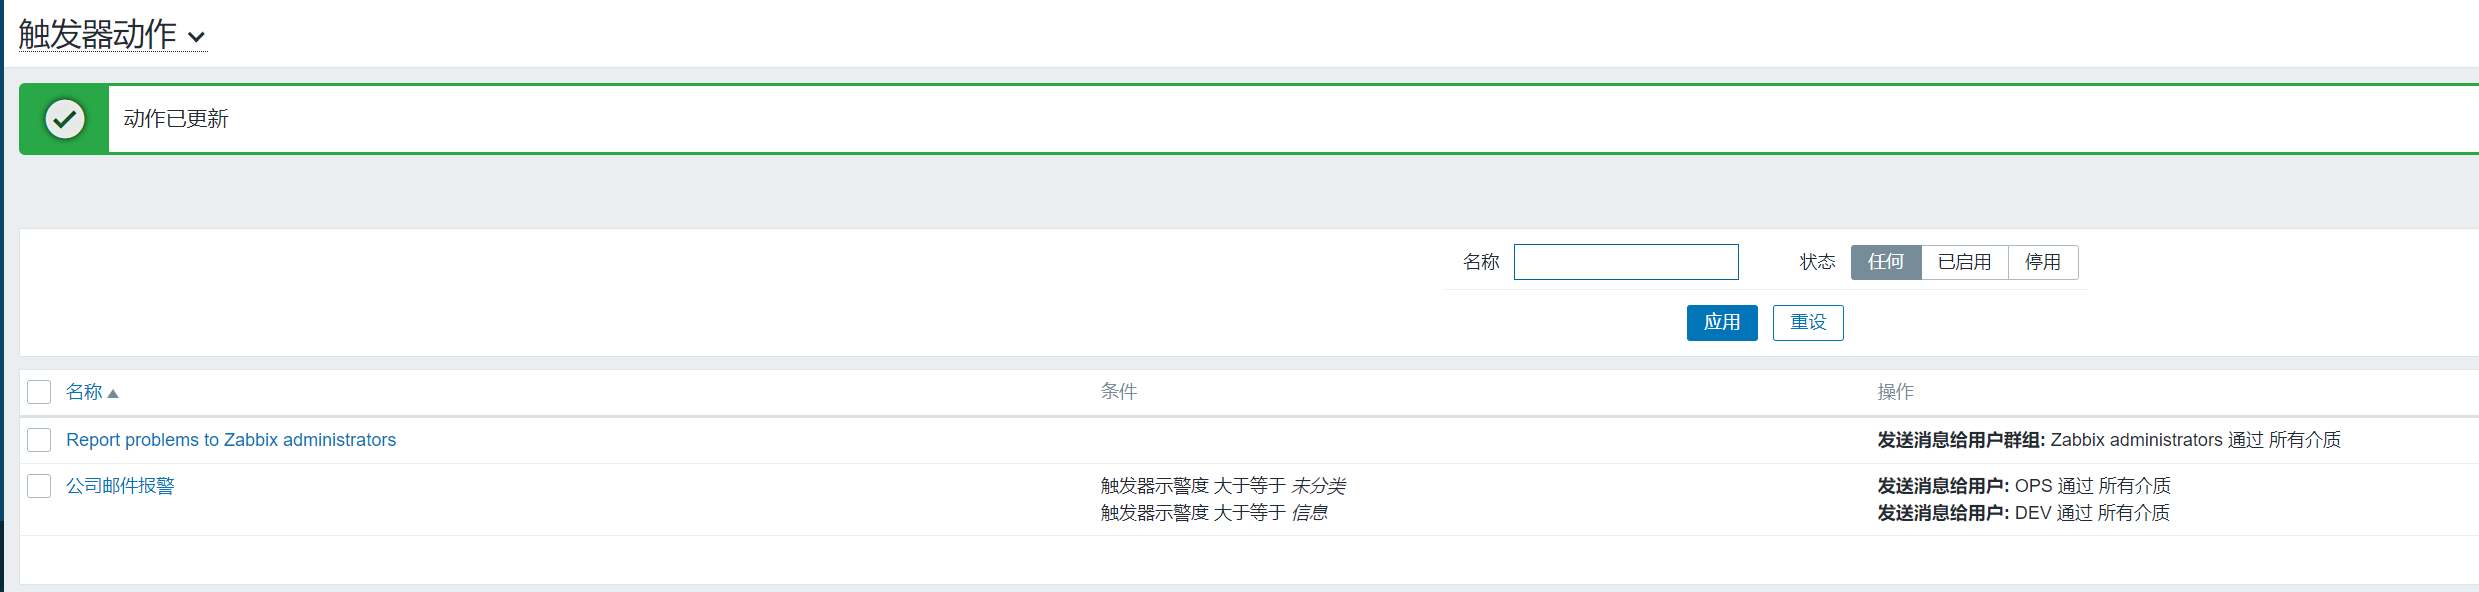 触发器动作
动作已更新
名称 状态 任何 已启用 停用
应用 重设
名称 条件 操作
Report problems to Zabbix administrators 发送消息给用户群组: Zabbix administrators 通过 所有介质
公司邮件报警 触发器示警度 大于等于 未分类 发送消息给用户: OPS 通过 所有介质
触发器示警度 大于等于 信息 发送消息给用户: DEV 通过 所有介质